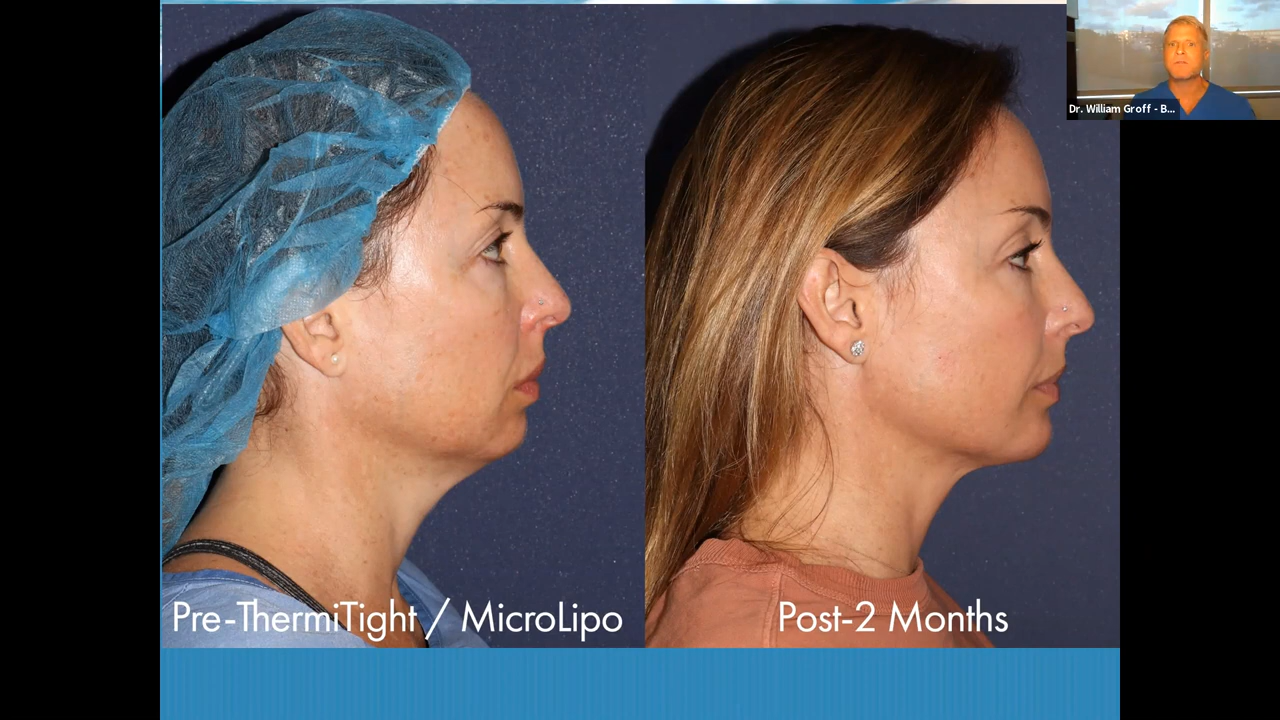 Dr. William Groff - B...
Pre-ThermiTight / MicroLipo
Post-2 Months